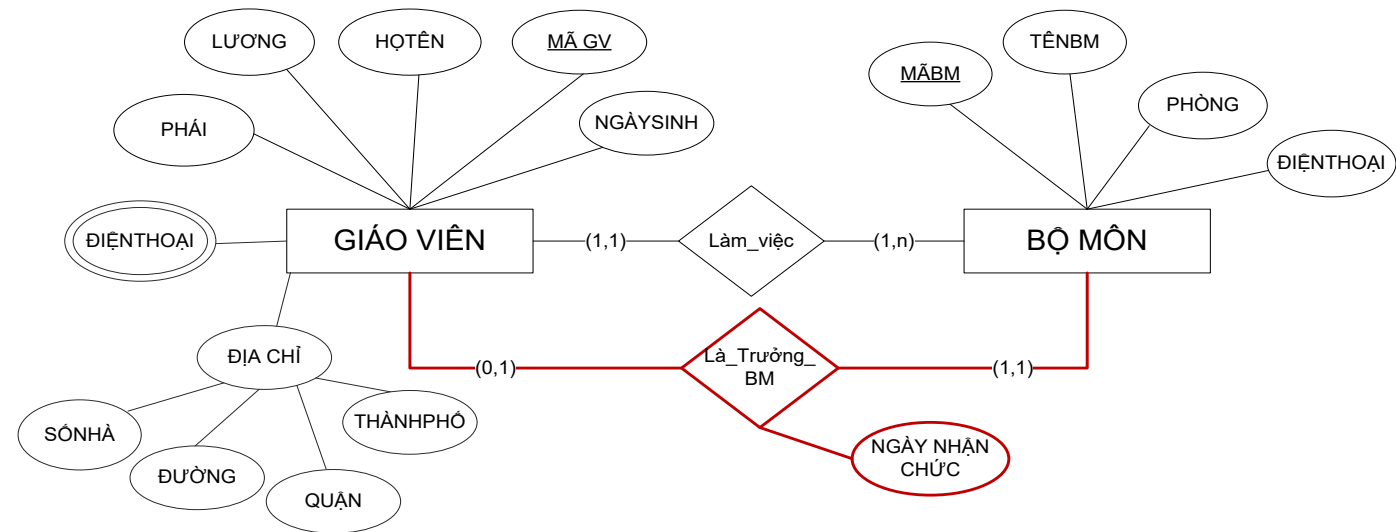 LƯƠNG
HỌTÊN
MÃ GV
TÊNBM
MÃBM
PHÒNG
PHÁI
NGÀYSINH
ĐIỆNTHOẠI
ĐIỆNTHOẠI
GIÁO VIÊN
(1,1)
Làm_việc
(1,n)
BỘ MÔN
ĐỊA CHỈ
(0,1)
Là_Trưởng_
BM
(1,1)
SỐNHÀ
THÀNHPHỐ
ĐƯỜNG
QUẬN
NGÀY NHẬN
CHỨC